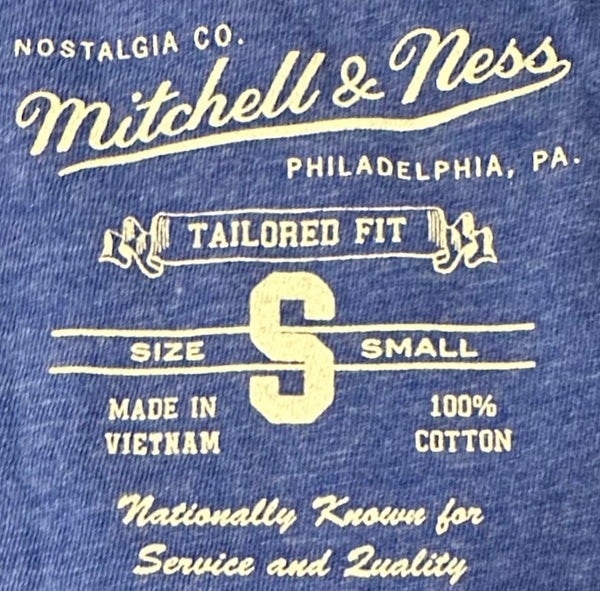 NOSTALGIA CO.
Mitchell & Ness
PHILADELPHIA, PA.
TAILORED FIT
S
SIZE SMALL
MADE IN 100%
VIETNAM COTTON
Nationally Known for
Service and Quality